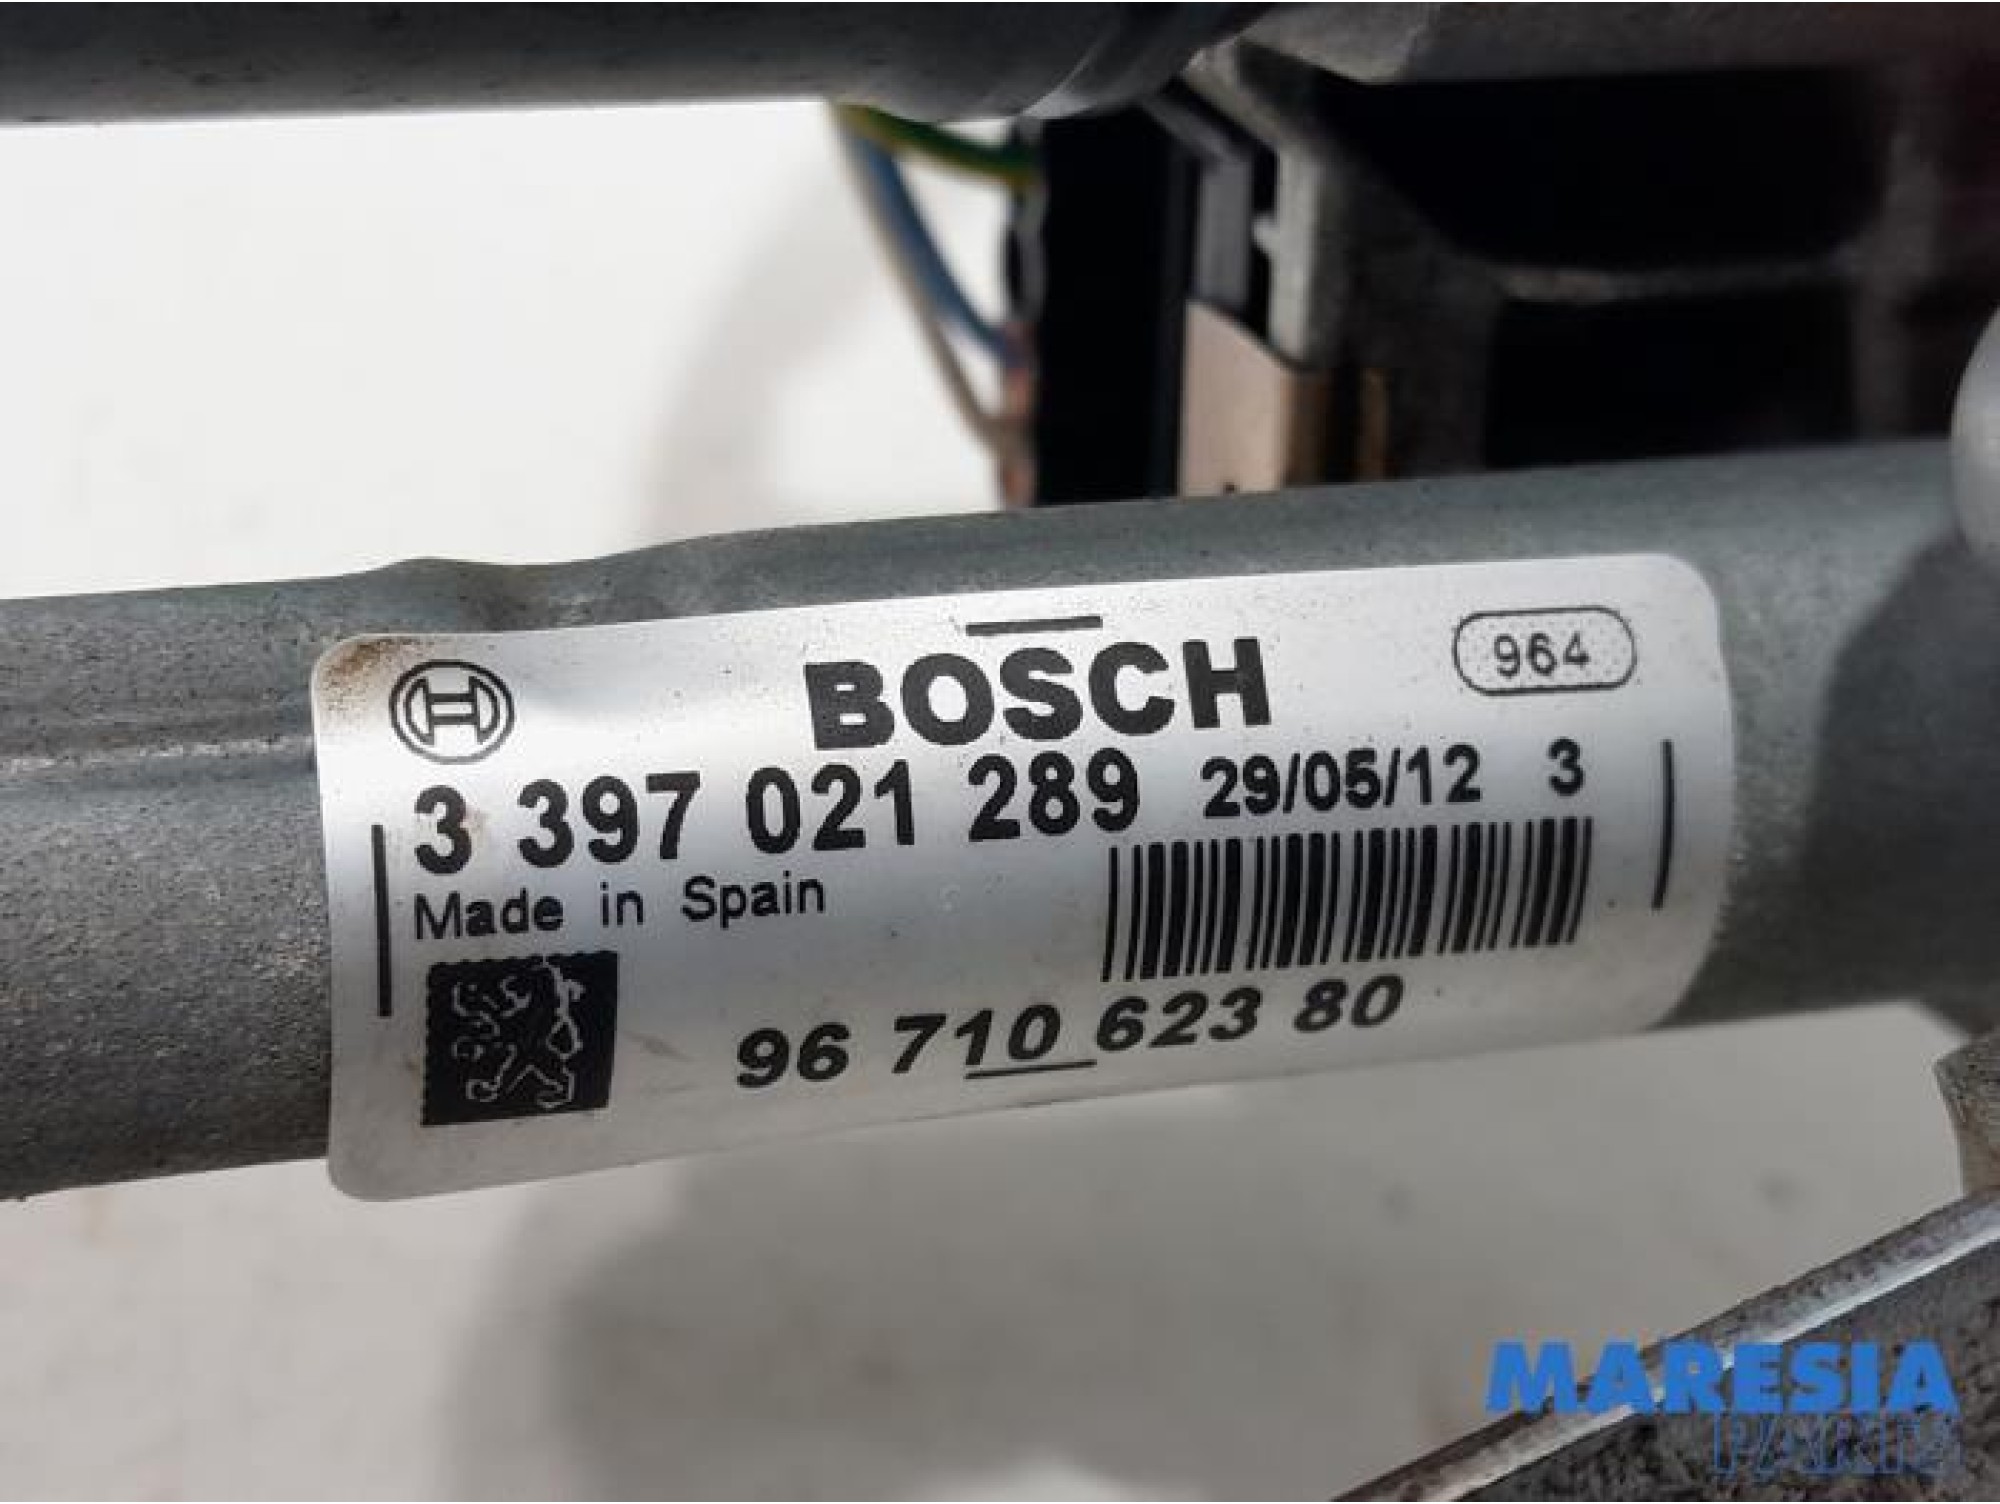 BOSCH
964
3 397 021 289 29/05/12 3
Made in Spain
96 710 623 80
MARESIA
PARTS